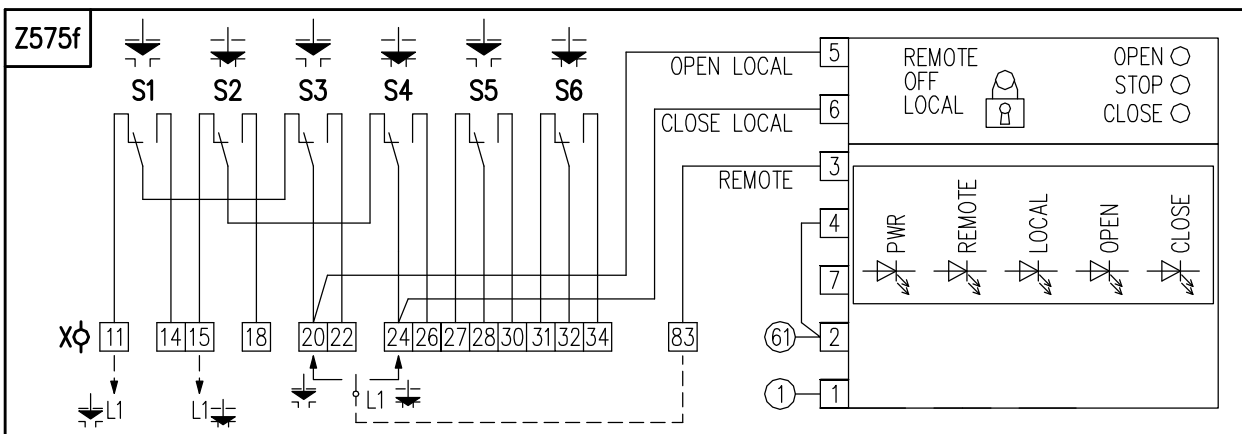 Z575f
S1 S2 S3 S4 S5 S6
OPEN LOCAL
CLOSE LOCAL
REMOTE
5
6
3
4
7
2
1
REMOTE
OFF
LOCAL
OPEN
STOP
CLOSE
PWR
REMOTE
LOCAL
OPEN
CLOSE
X 11 14 15 18 20 22 24 26 27 28 30 31 32 34 83
61
1
L1 L1 L1